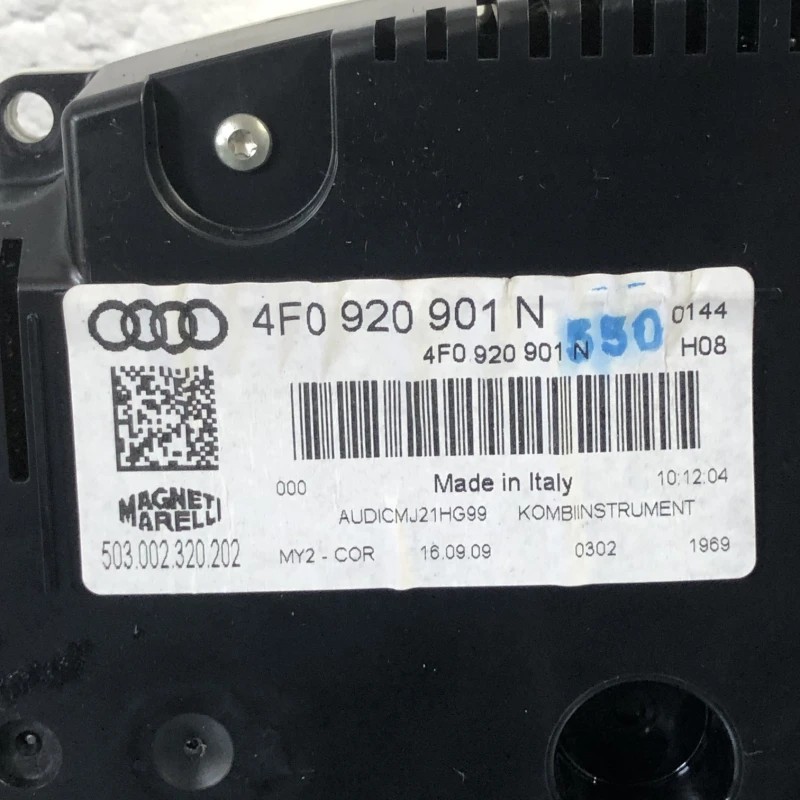 4F0 920 901 N
0144
4F0 920 901 N 550
H08
000 Made in Italy 10:12:04
MAGNETI
MARELLI
AUDICMJ21HG99 KOMBIINSTRUMENT
503.002.320.202 MY2 - COR 16.09.09 0302 1969